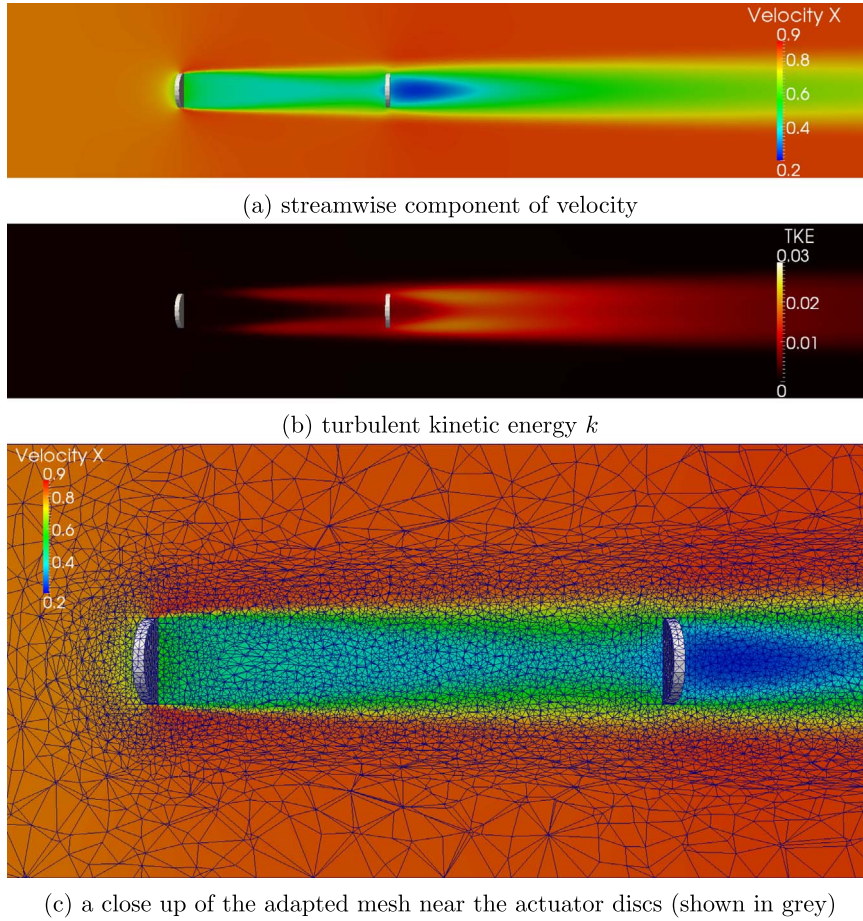 Velocity X
0.9
0.8
0.6
0.4
0.2
(a) streamwise component of velocity
TKE
0.03
0.02
0.01
0
(b) turbulent kinetic energy k
Velocity X
0.9
0.8
0.6
0.4
0.2
(c) a close up of the adapted mesh near the actuator discs (shown in grey)